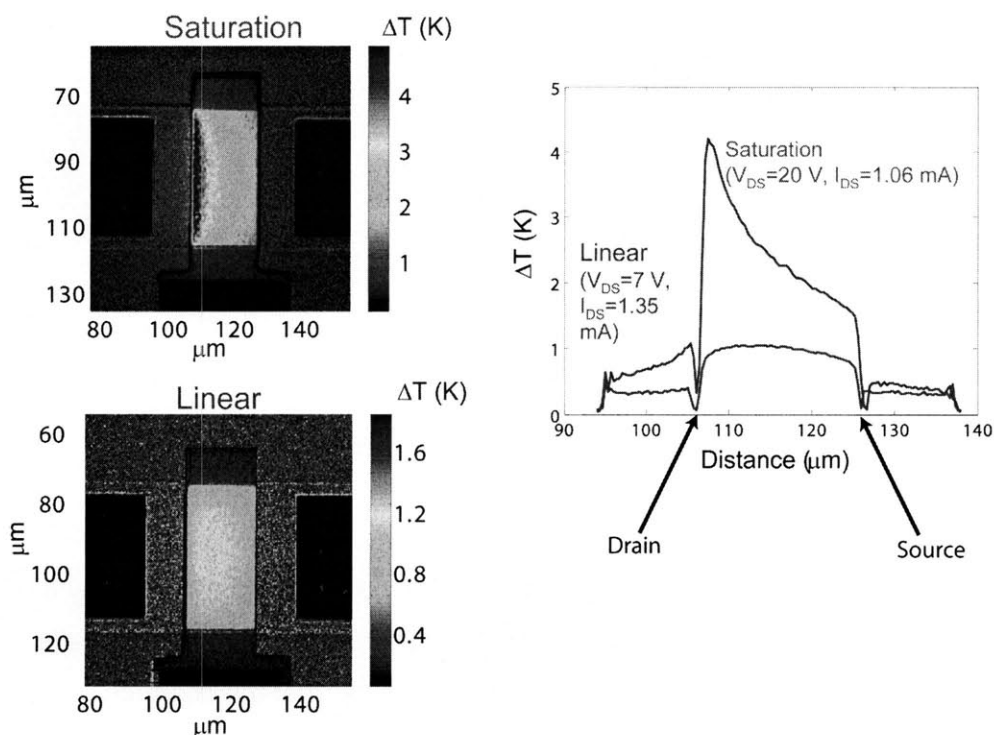 Saturation
ΔT (K)
70
90
110
130
μm
80 100 120 140
μm
4
3
2
1
Linear
ΔT (K)
60
80
100
120
μm
80 100 120 140
μm
1.6
1.2
0.8
0.4
ΔT (K)
5
4
3
2
1
0
90 100 110 120 130 140
Distance (μm)
Saturation
(V_DS=20 V, I_DS=1.06 mA)
Linear
(V_DS=7 V,
I_DS=1.35
mA)
Drain
Source